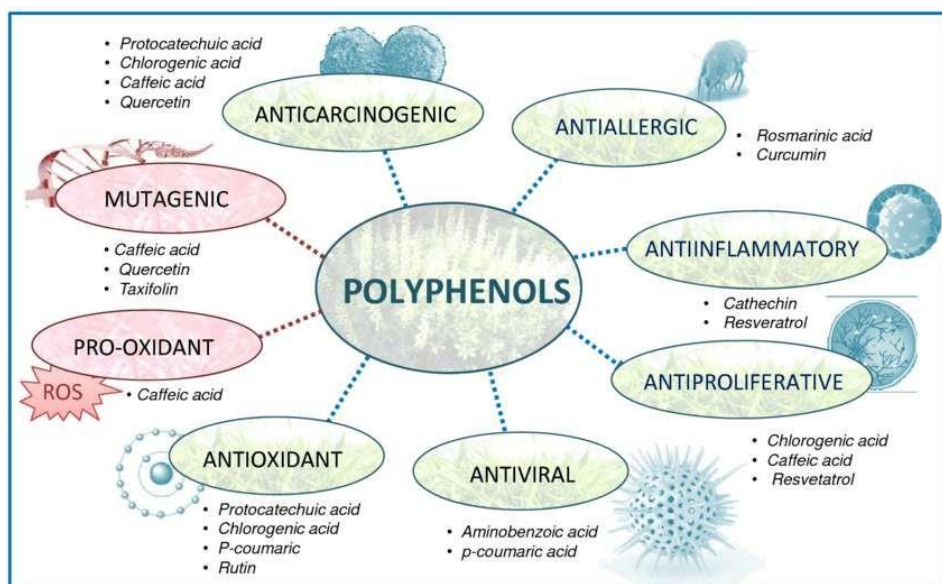 • Protocatechuic acid
• Chlorogenic acid
• Caffeic acid
• Quercetin
ANTICARCINOGENIC
ANTIALLERGIC
• Rosmarinic acid
• Curcumin
MUTAGENIC
• Caffeic acid
• Quercetin
• Taxifolin
ANTIINFLAMMATORY
• Cathechin
• Resveratrol
POLYPHENOLS
PRO-OXIDANT
ROS
• Caffeic acid
ANTIPROLIFERATIVE
• Chlorogenic acid
• Caffeic acid
• Resvetatrol
ANTIOXIDANT
• Protocatechuic acid
• Chlorogenic acid
• P-coumaric
• Rutin
ANTIVIRAL
• Aminobenzoic acid
• p-coumaric acid